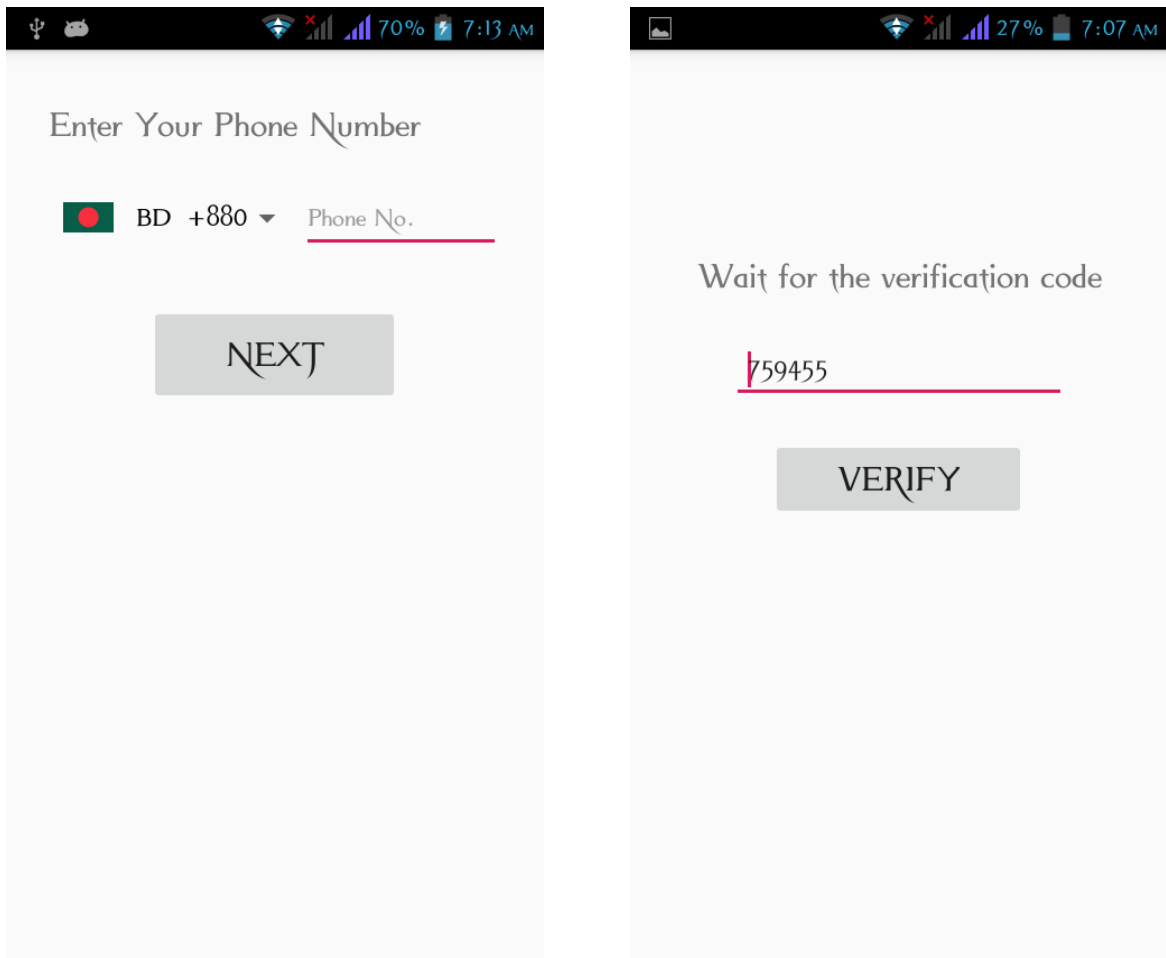 70% 7:13 AM
Enter Your Phone Number
BD +880 Phone No.
NEXT
27% 7:07 AM
Wait for the verification code
759455
VERIFY